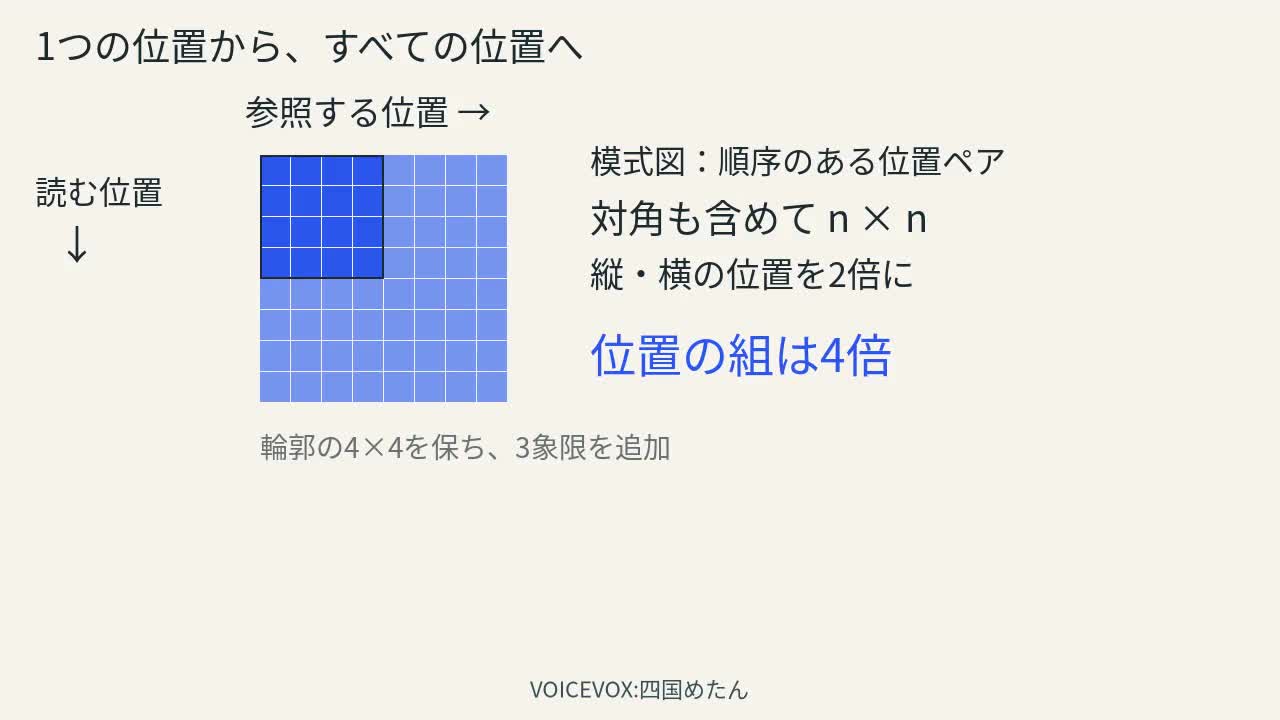 1つの位置から、すべての位置へ
参照する位置 →
読む位置
↓
模式図：順序のある位置ペア
対角も含めて n × n
縦・横の位置を2倍に
位置の組は4倍
輪郭の4×4を保ち、3象限を追加
VOICEVOX:四国めたん